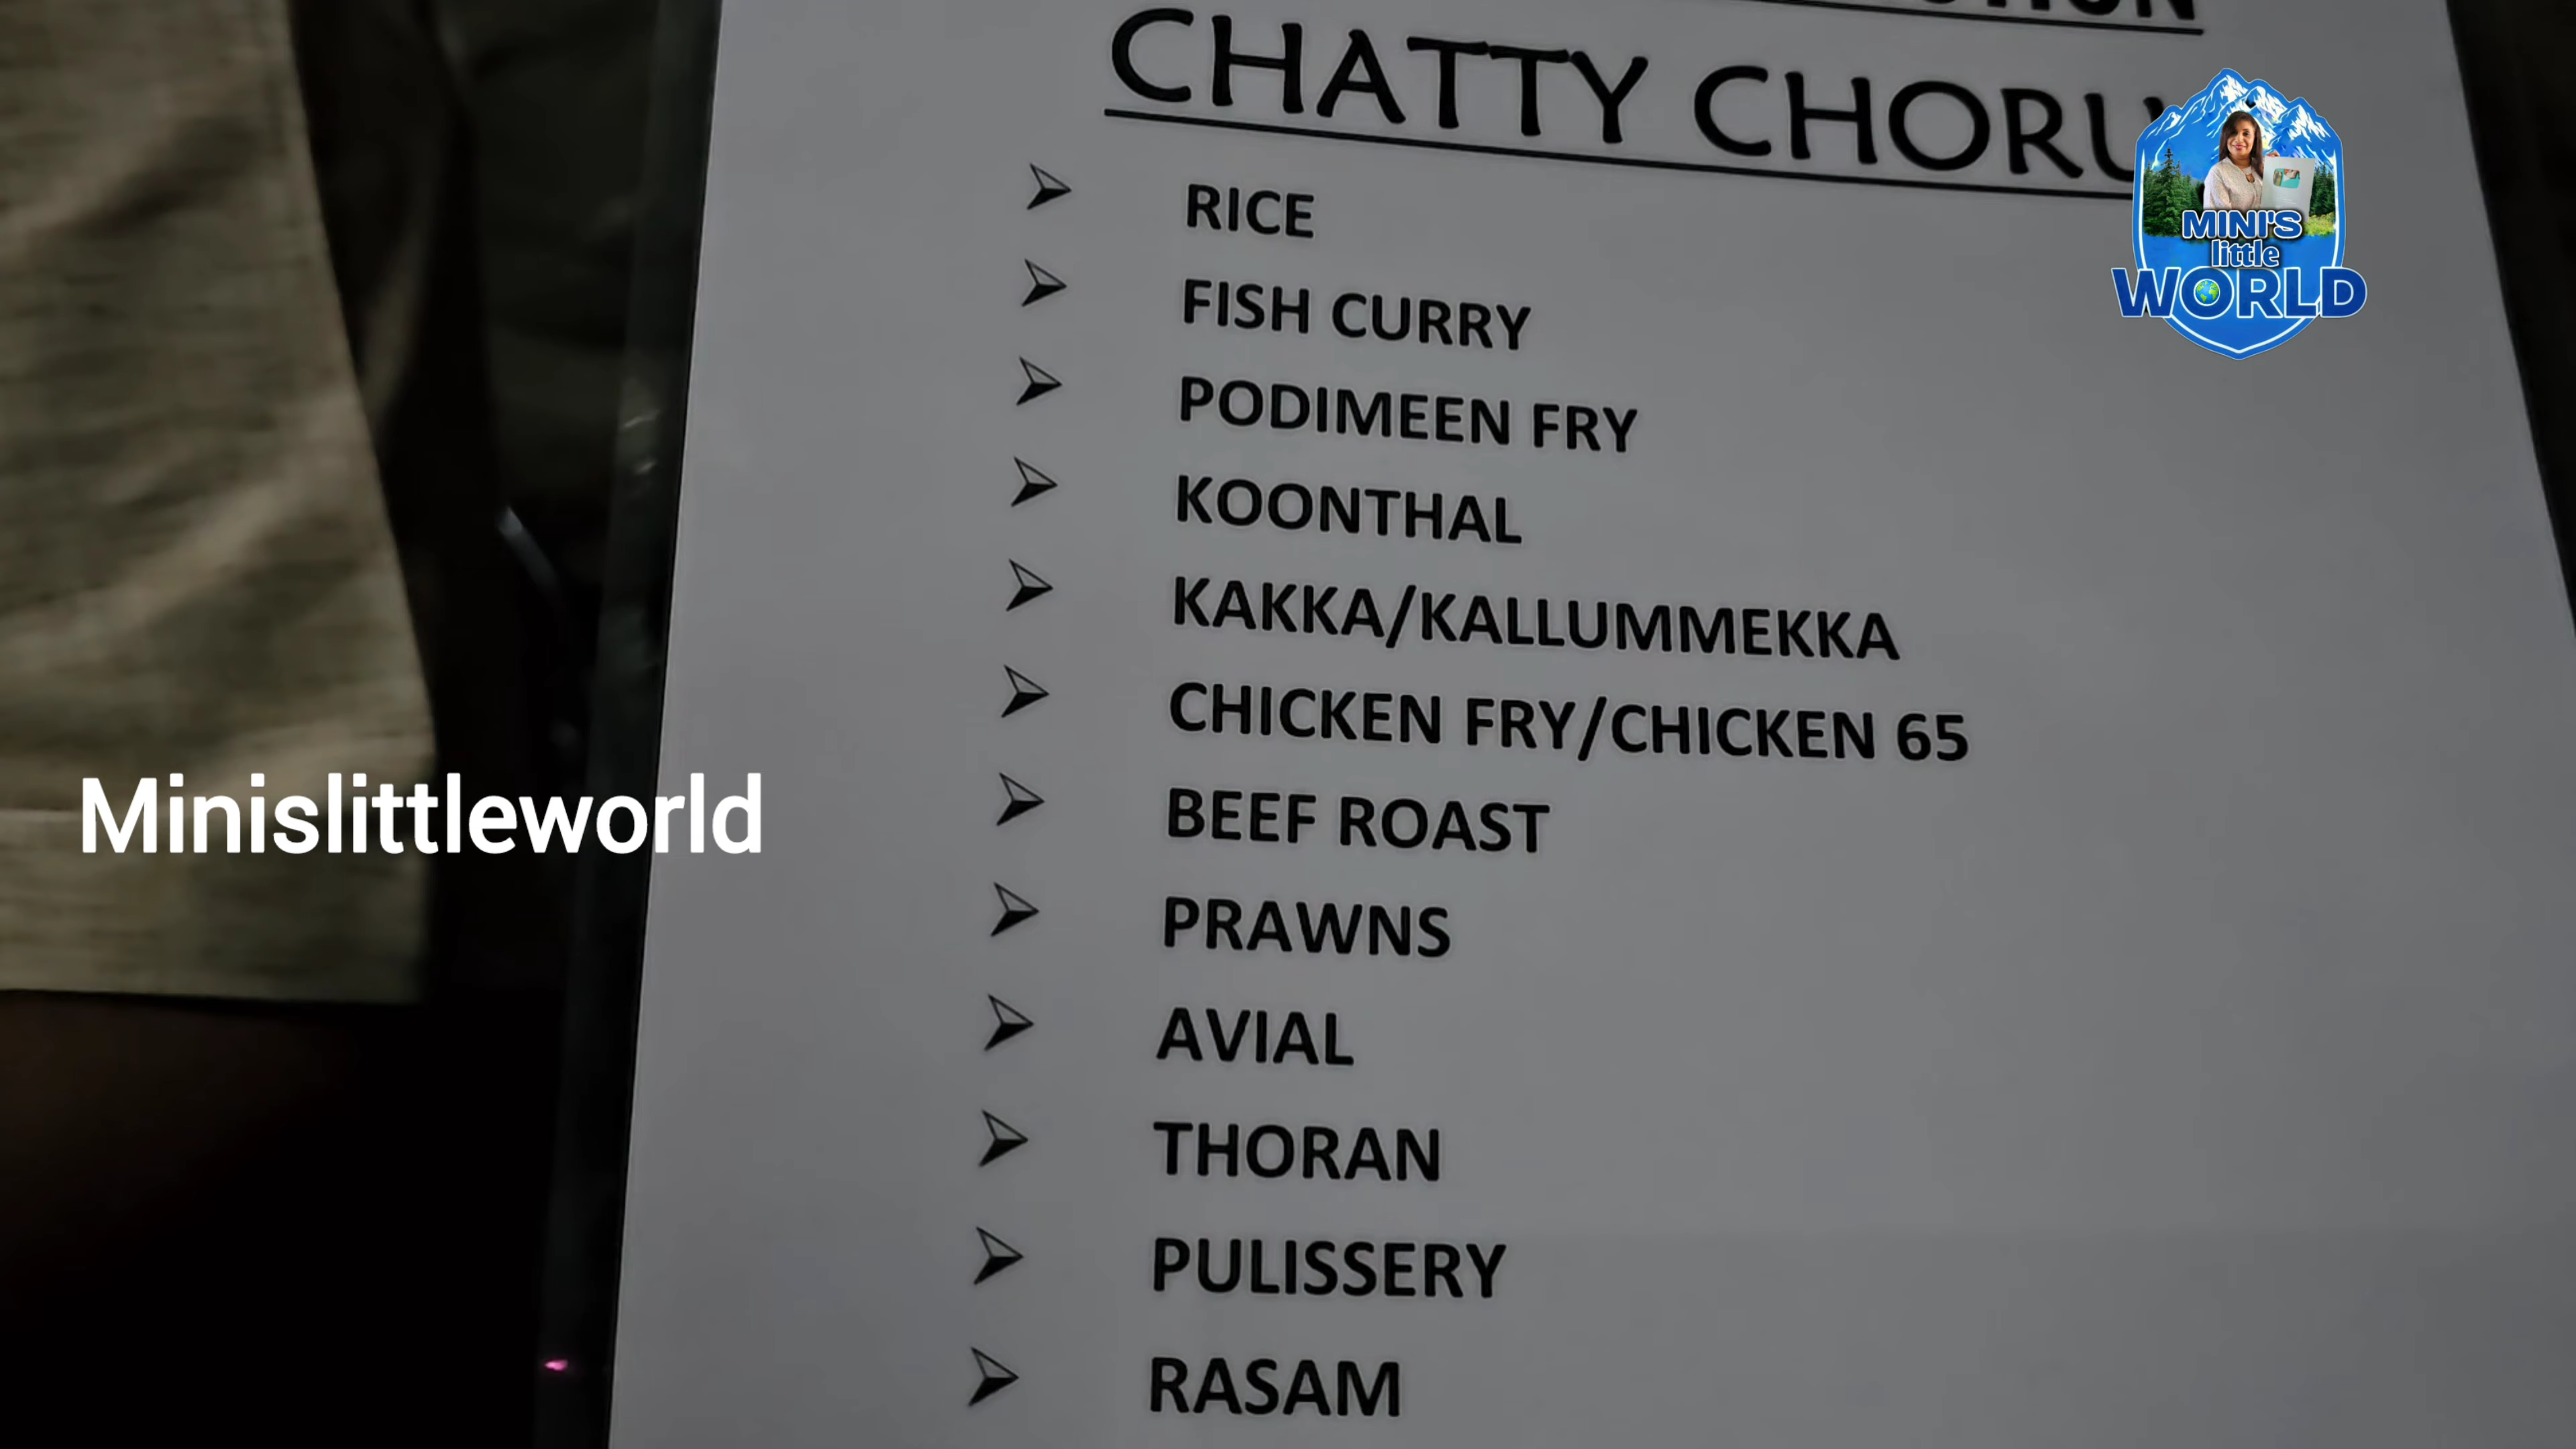 CHATTY CHORU
➢ RICE
➢ FISH CURRY
➢ PODIMEEN FRY
➢ KOONTHAL
➢ KAKKA/KALLUMMEKKA
➢ CHICKEN FRY/CHICKEN 65
➢ BEEF ROAST
➢ PRAWNS
➢ AVIAL
➢ THORAN
➢ PULISSERY
➢ RASAM
Minislittleworld
MINI'S
little
WORLD